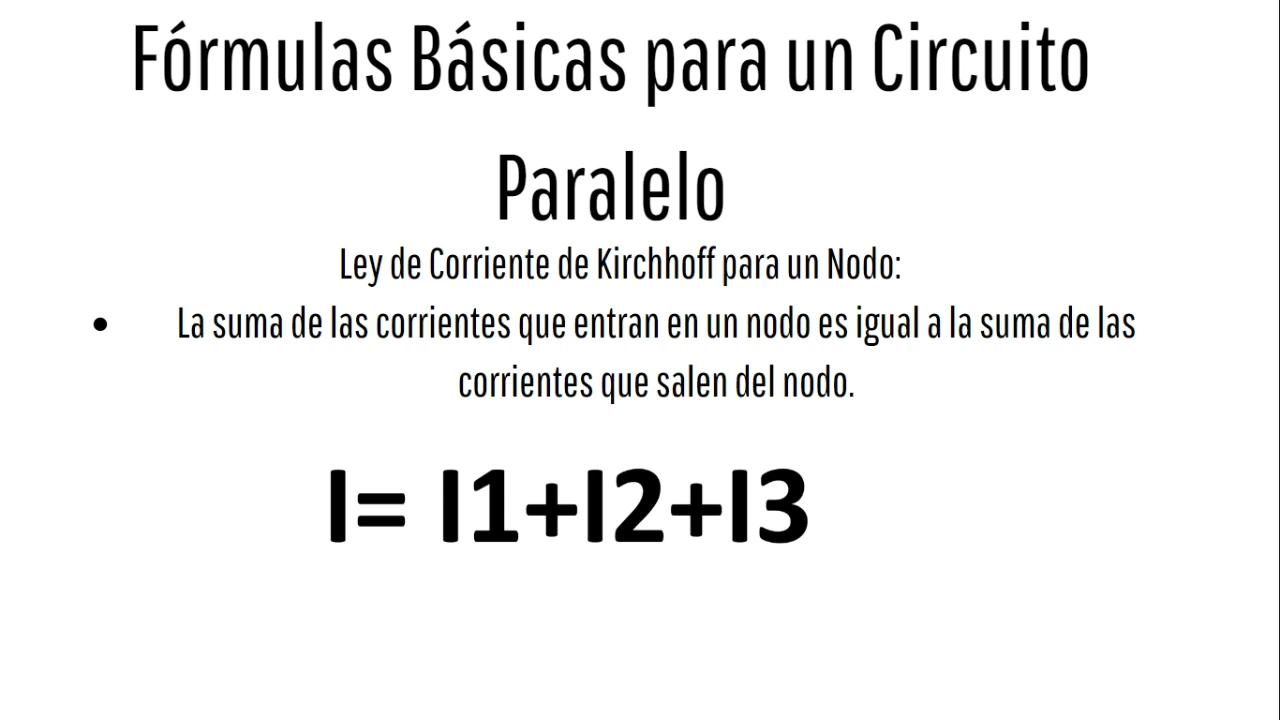 Fórmulas Básicas para un Circuito
Paralelo
Ley de Corriente de Kirchhoff para un Nodo:
• La suma de las corrientes que entran en un nodo es igual a la suma de las
corrientes que salen del nodo.
I= I1+I2+I3